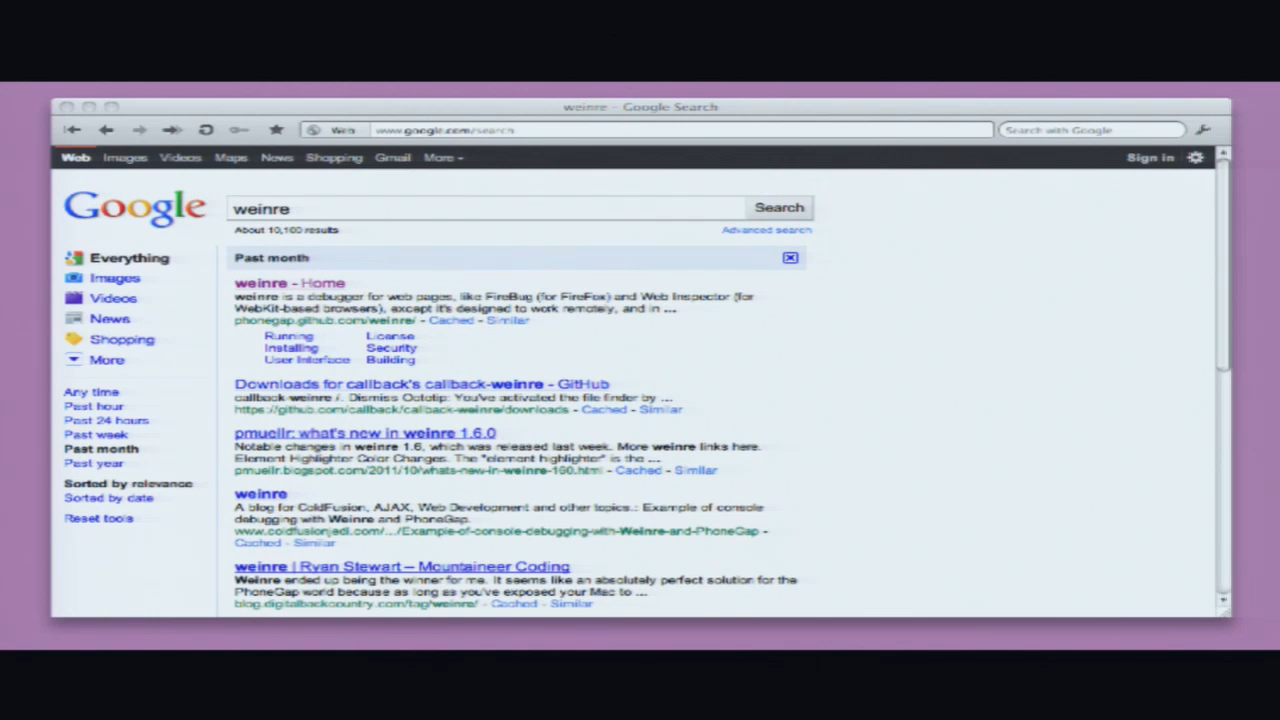 weinre - Google Search
Web www.google.com/search Search with Google
Web Images Videos Maps News Shopping Gmail More Sign in
Google weinre Search
About 10,100 results Advanced search
Everything
Images
Videos
News
Shopping
More
Any time
Past hour
Past 24 hours
Past week
Past month
Past year
Sorted by relevance
Sorted by date
Reset tools
Past month
weinre - Home
weinre is a debugger for web pages, like FireBug (for FireFox) and Web Inspector (for
WebKit-based browsers), except it's designed to work remotely, and in ...
phonegap.github.com/weinre/ - Cached - Similar
Running License
Installing Security
User Interface Building
Downloads for callback's callback-weinre - GitHub
callback-weinre /. Dismiss Octotip: You've activated the file finder by ...
https://github.com/callback/callback-weinre/downloads - Cached - Similar
pmuellr: what's new in weinre 1.6.0
Notable changes in weinre 1.6, which was released last week. More weinre links here.
Element Highlighter Color Changes. The "element highlighter" is the ...
pmuellr.blogspot.com/2011/10/whats-new-in-weinre-160.html - Cached - Similar
weinre
A blog for ColdFusion, AJAX, Web Development and other topics.: Example of console
debugging with Weinre and PhoneGap.
www.coldfusionjedi.com/.../Example-of-console-debugging-with-Weinre-and-PhoneGap -
Cached - Similar
weinre | Ryan Stewart – Mountaineer Coding
Weinre ended up being the winner for me. It seems like an absolutely perfect solution for the
PhoneGap world because as long as you've exposed your Mac to ...
blog.digitalbackcountry.com/tag/weinre/ - Cached - Similar